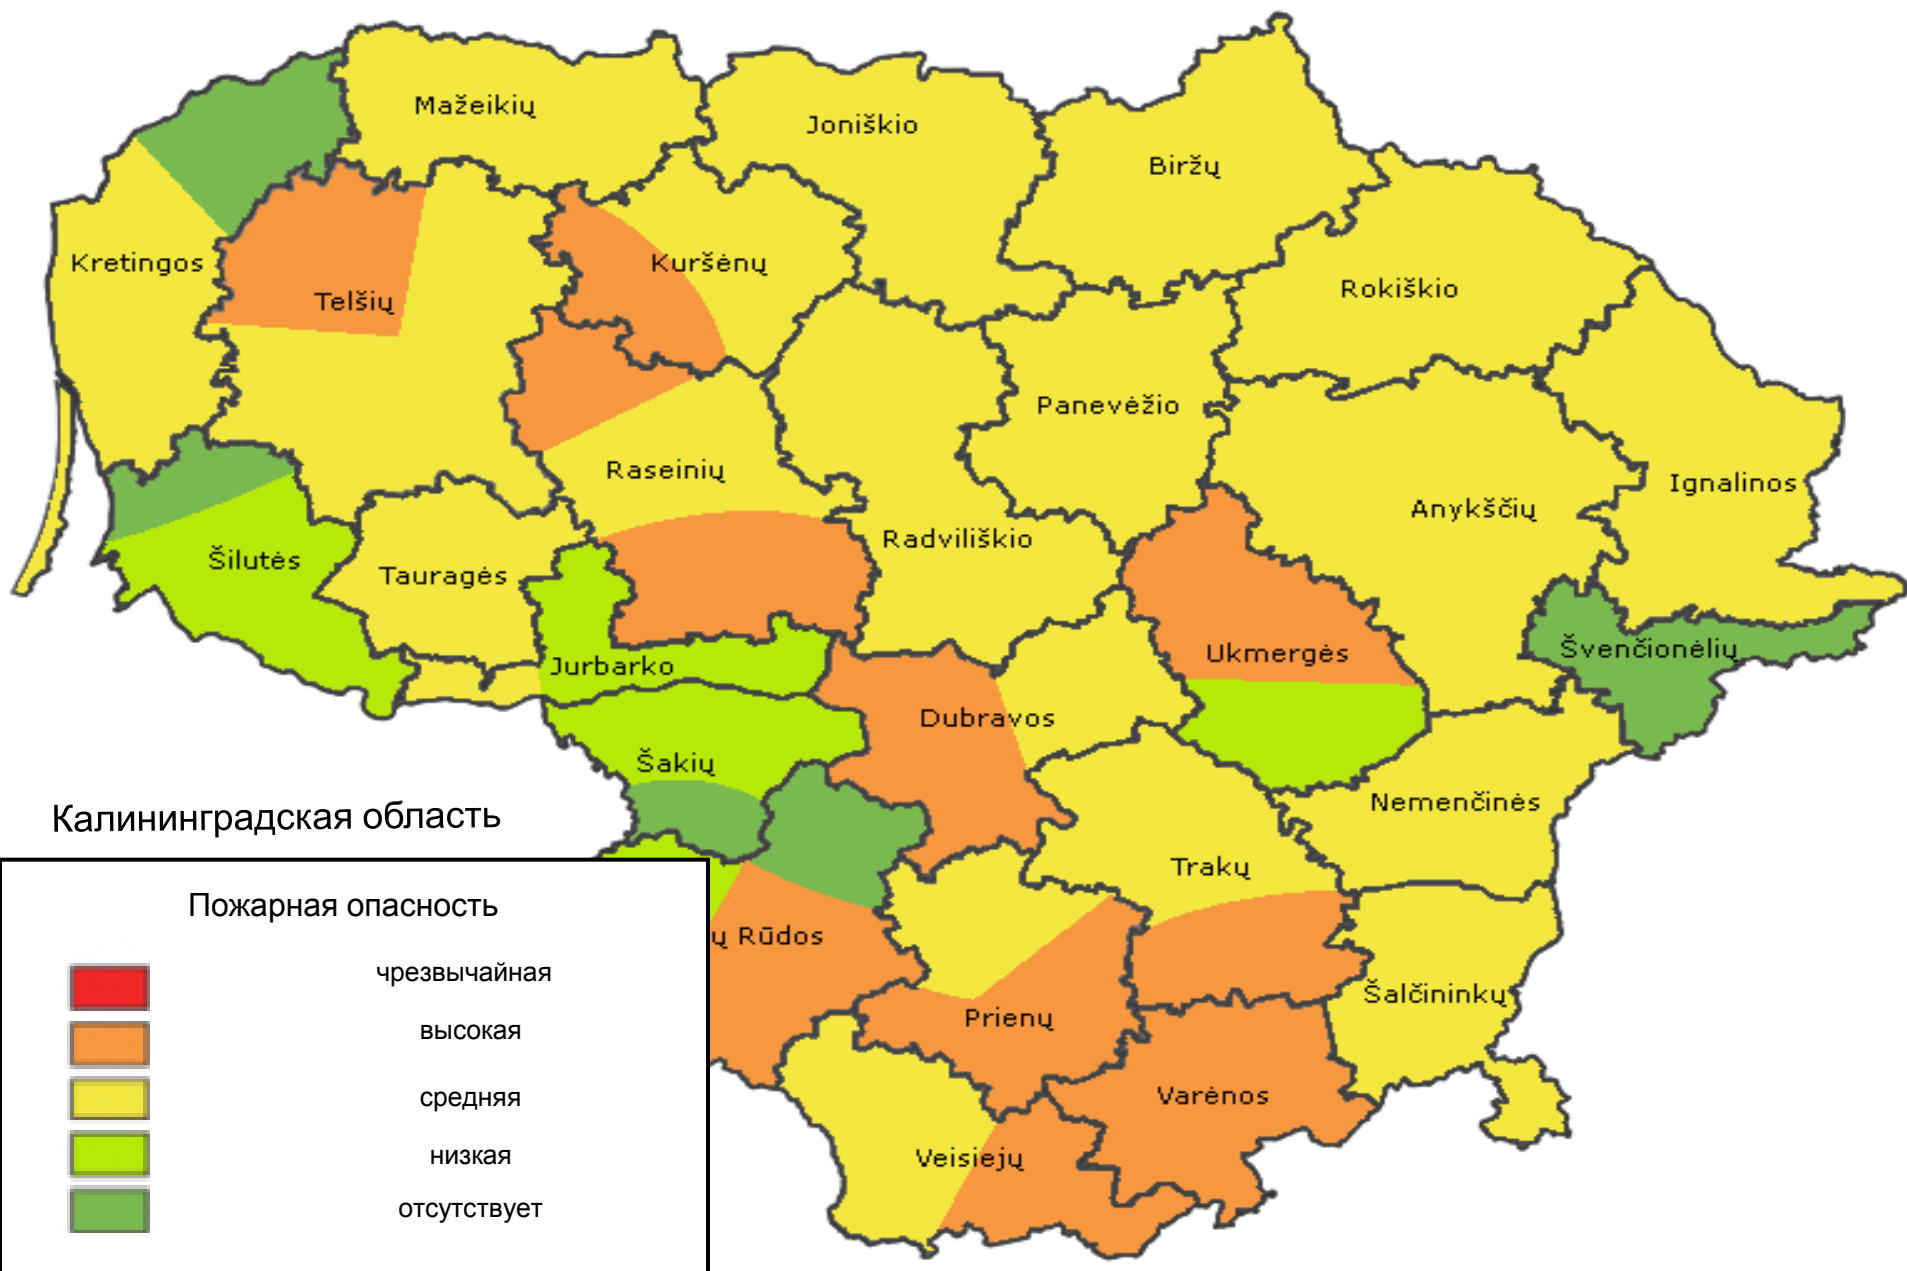 Mažeikių
Joniškio
Biržų
Kretingos
Telšių
Kuršėnų
Rokiškio
Panevėžio
Raseinių
Ignalinos
Anykščių
Radviliškio
Šilutės
Tauragės
Ukmergės
Švenčionėlių
Jurbarko
Dubravos
Šakių
Nemenčinės
Калининградская область
Trakų
ų Rūdos
Šalčininkų
Prienų
Varėnos
Veisiejų
Пожарная опасность
чрезвычайная
высокая
средняя
низкая
отсутствует